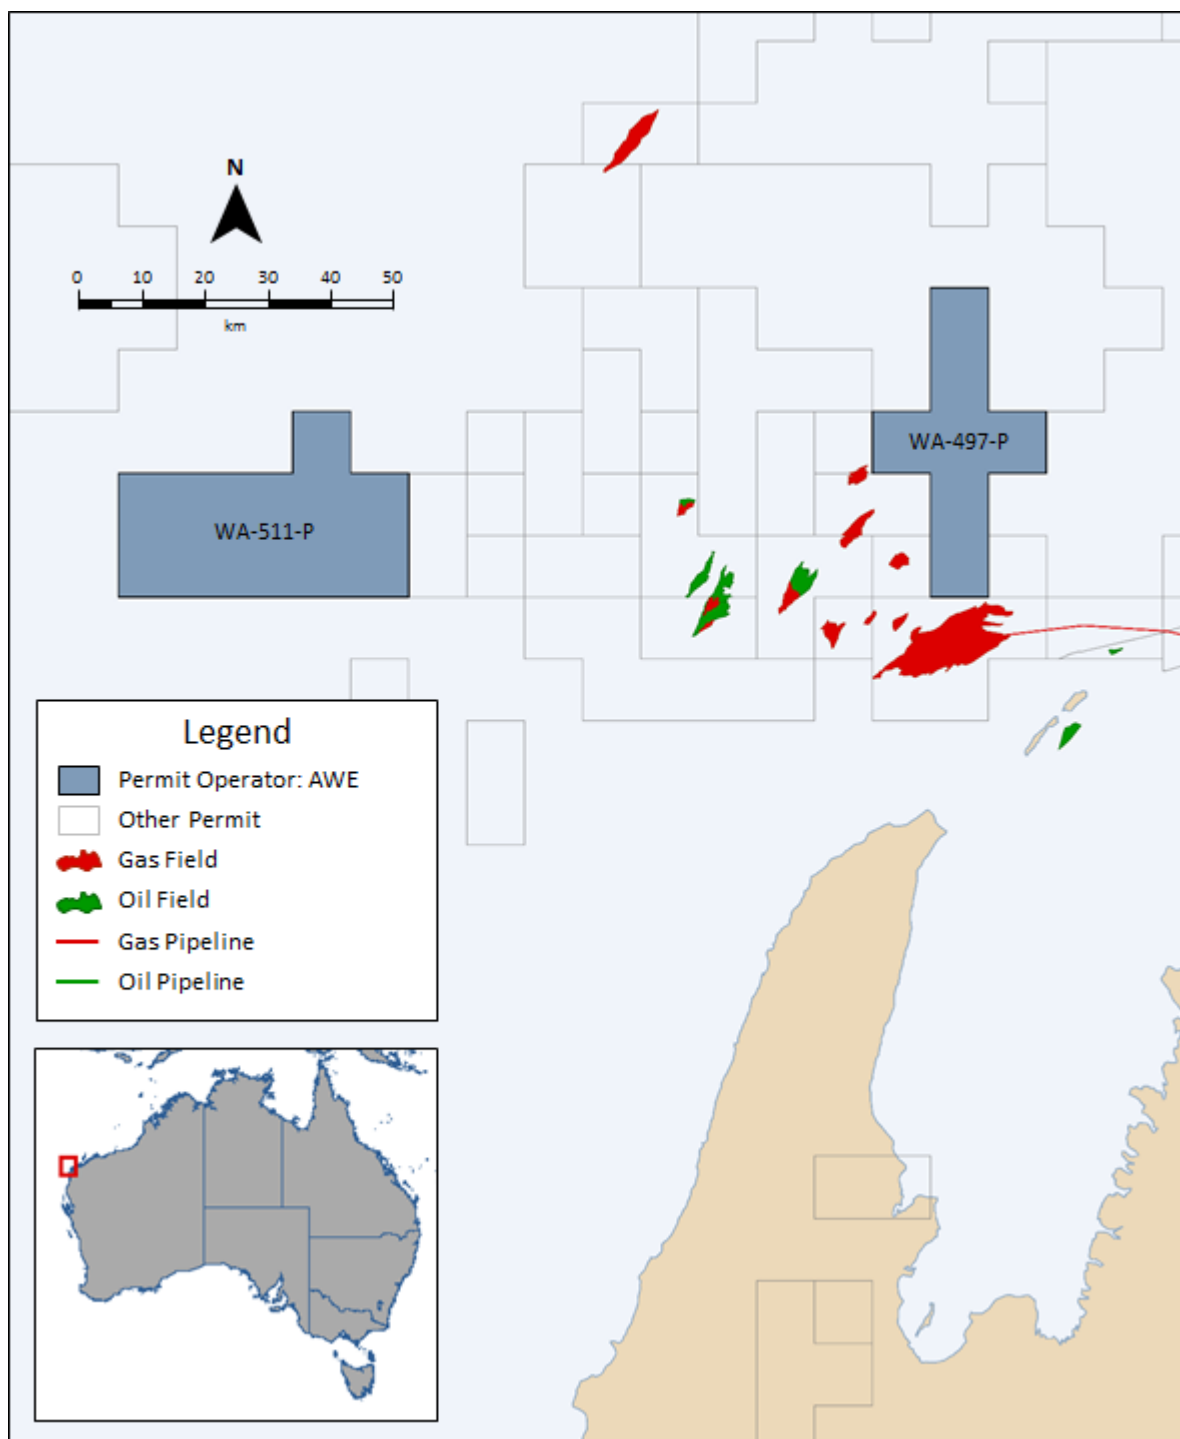 N
0 10 20 30 40 50
km
WA-497-P
WA-511-P
Legend
Permit Operator: AWE
Other Permit
Gas Field
Oil Field
Gas Pipeline
Oil Pipeline